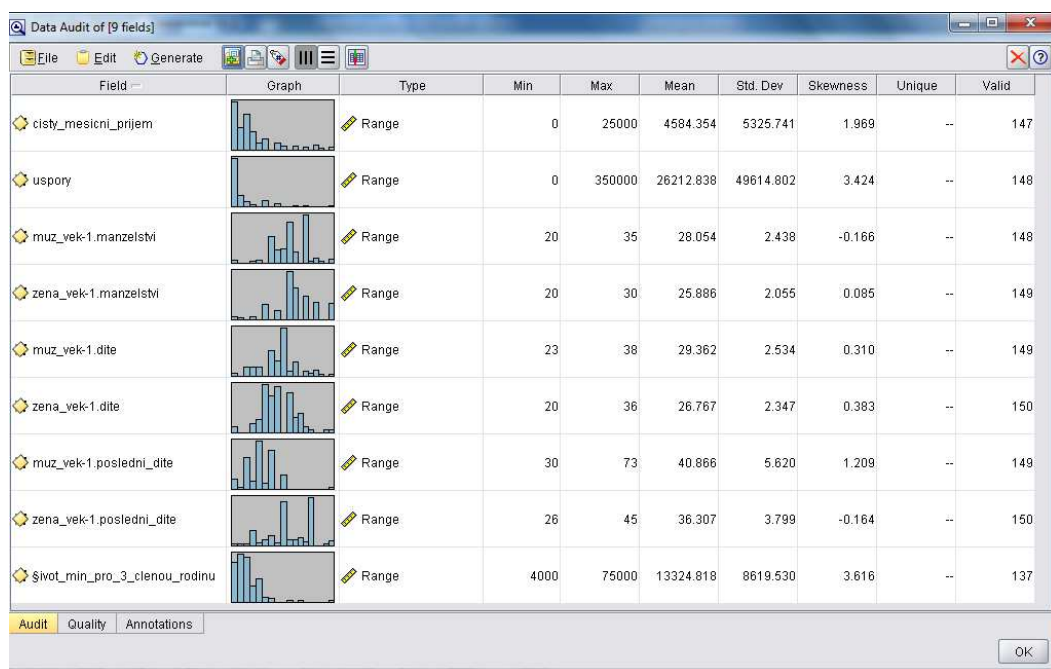 Data Audit of [9 fields]
File Edit Generate
Field Graph Type Min Max Mean Std. Dev Skewness Unique Valid
cisty_mesicni_prijem Range 0 25000 4584.354 5325.741 1.969 -- 147
uspory Range 0 350000 26212.838 49614.802 3.424 -- 148
muz_vek-1.manzelstvi Range 20 35 28.054 2.438 -0.166 -- 148
zena_vek-1.manzelstvi Range 20 30 25.886 2.055 0.085 -- 149
muz_vek-1.dite Range 23 38 29.362 2.534 0.310 -- 149
zena_vek-1.dite Range 20 36 26.767 2.347 0.383 -- 150
muz_vek-1.posledni_dite Range 30 73 40.866 5.620 1.209 -- 149
zena_vek-1.posledni_dite Range 26 45 36.307 3.799 -0.164 -- 150
§ivot_min_pro_3_clenou_rodinu Range 4000 75000 13324.818 8619.530 3.616 -- 137
Audit Quality Annotations
OK